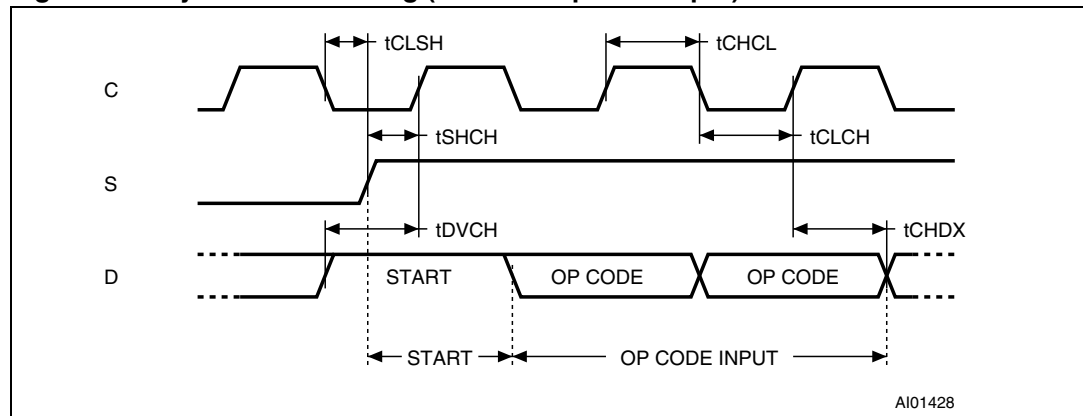 tCLSH
tCHCL
C
tSHCH
tCLCH
S
tDVCH
tCHDX
D
START
OP CODE
OP CODE
START
OP CODE INPUT
AI01428